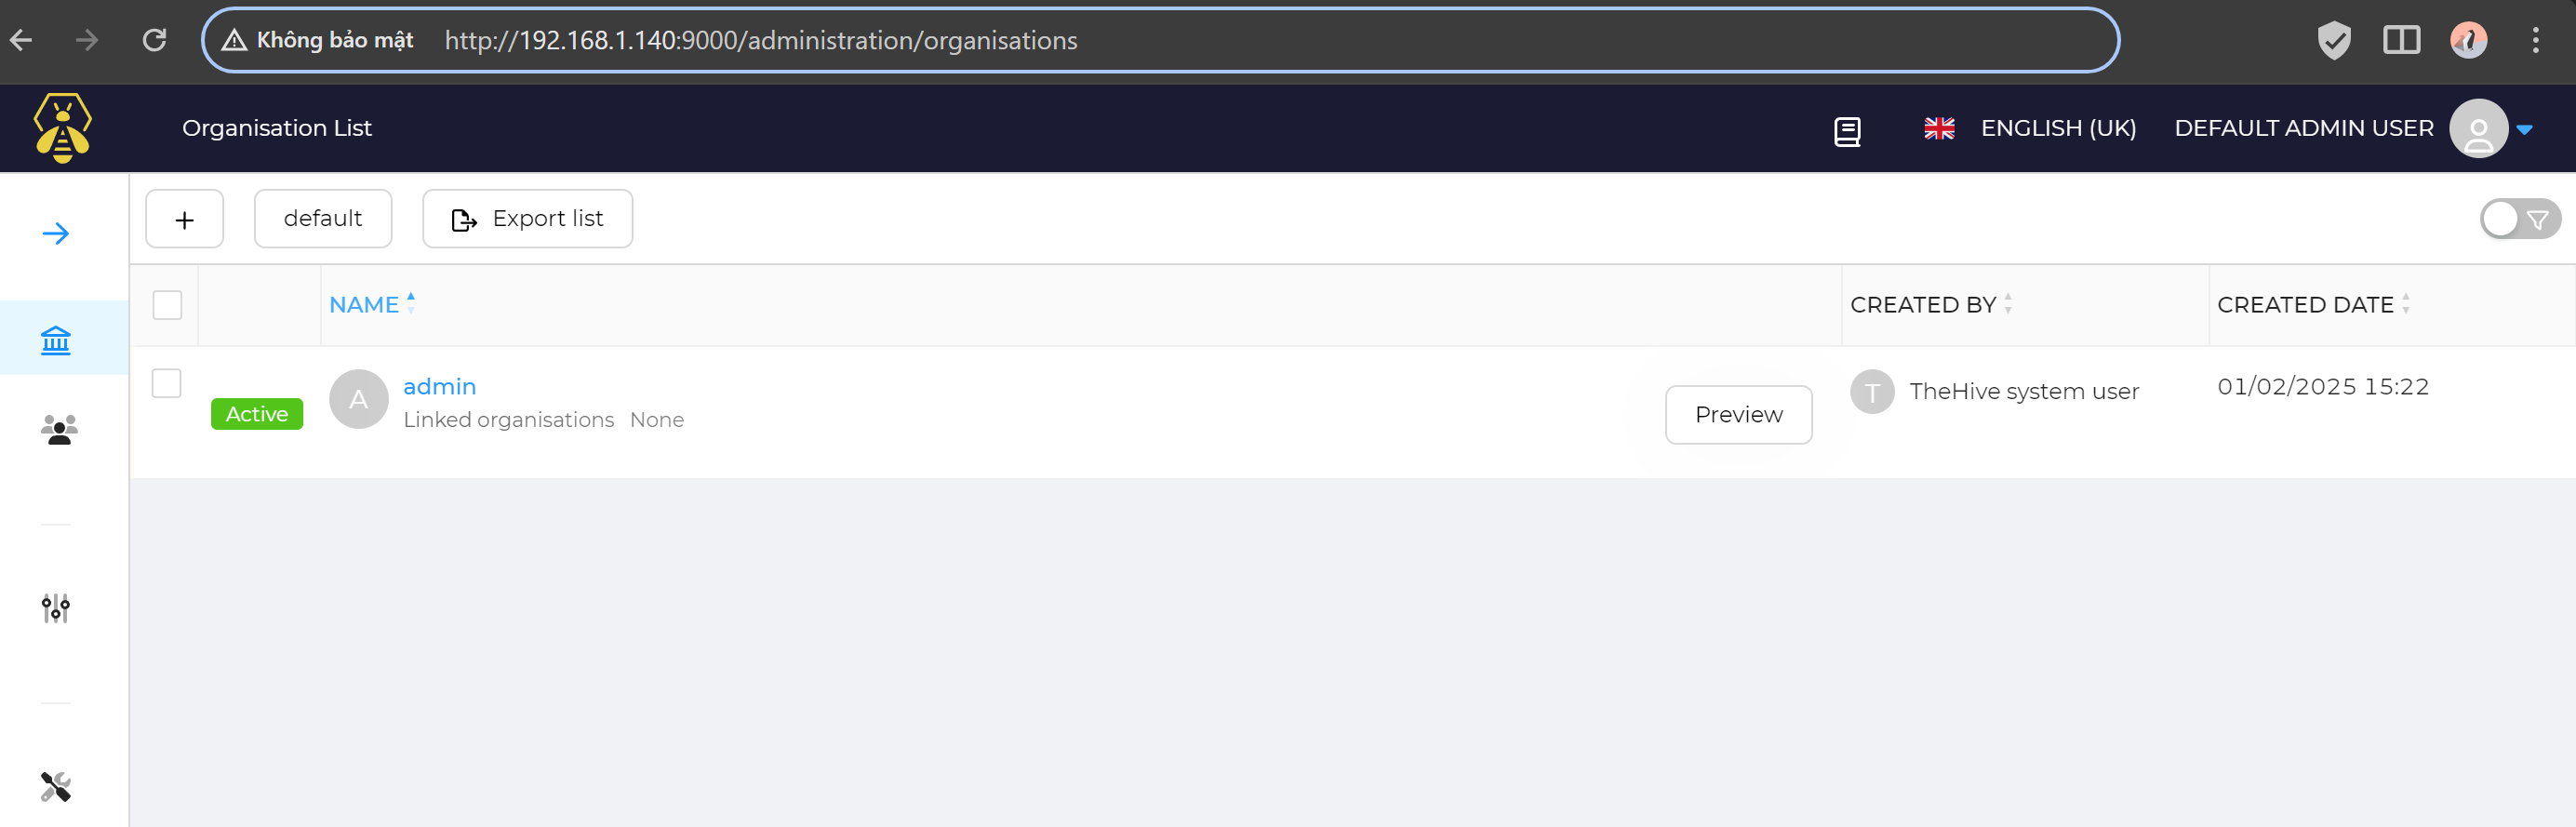 Không bảo mật http://192.168.1.140:9000/administration/organisations
Organisation List ENGLISH (UK) DEFAULT ADMIN USER
+ default Export list
NAME CREATED BY CREATED DATE
Active A admin Preview T TheHive system user 01/02/2025 15:22
Linked organisations None